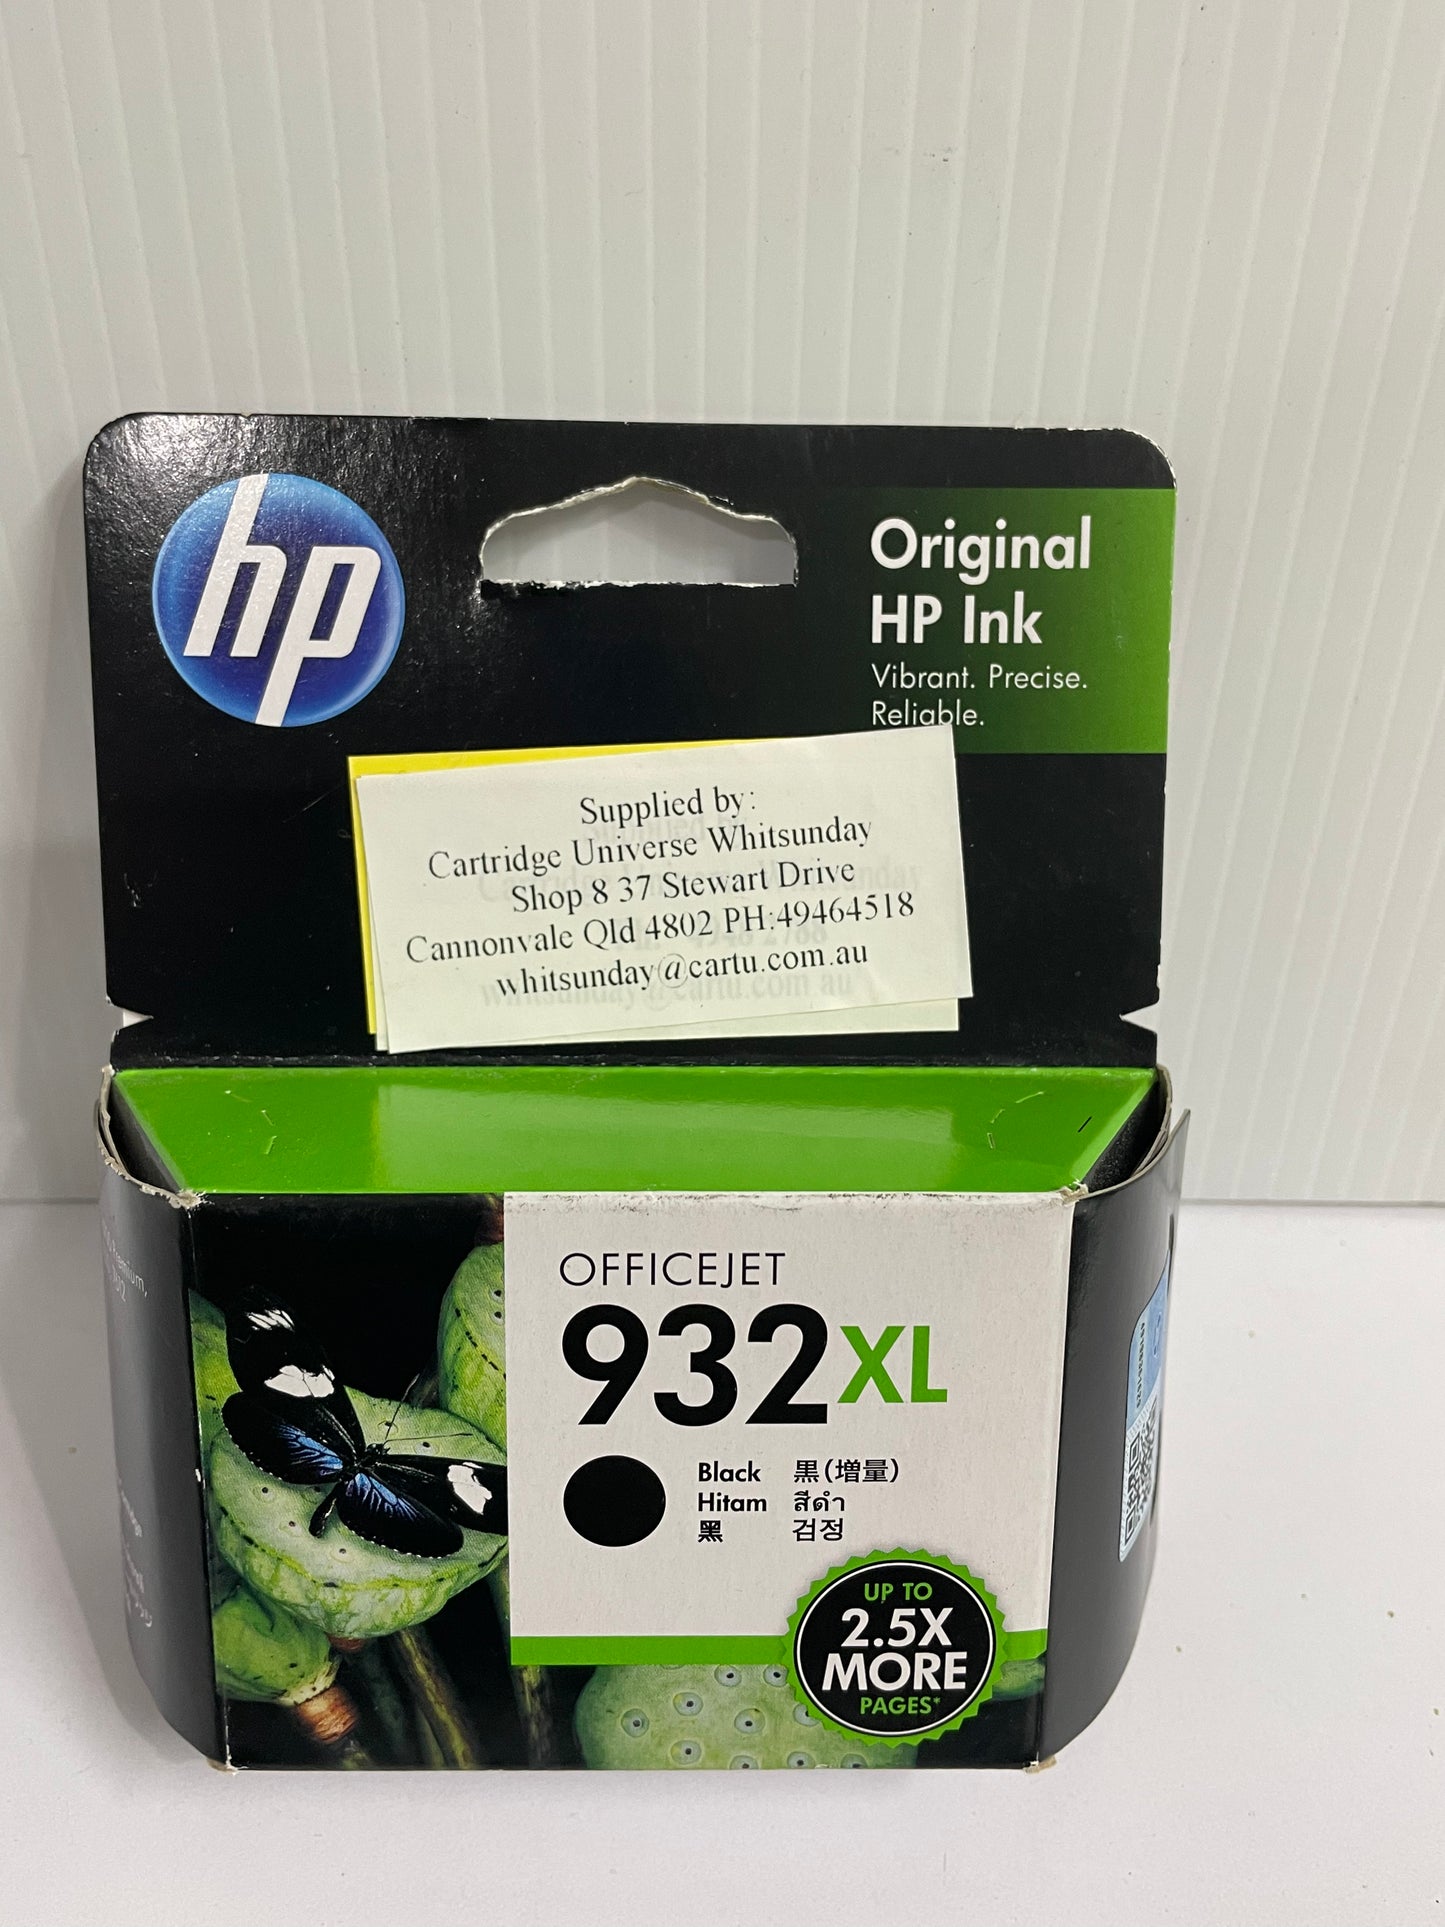 hp
Original
HP Ink
Vibrant. Precise.
Reliable.
Supplied by:
Cartridge Universe Whitsunday
Shop 8 37 Stewart Drive
Cannonvale Qld 4802 PH:49464518
whitsunday@cartu.com.au
OFFICEJET
932XL
Black 黒(増量)
Hitam สีดำ
黑 검정
UP TO
2.5X
MORE
PAGES*